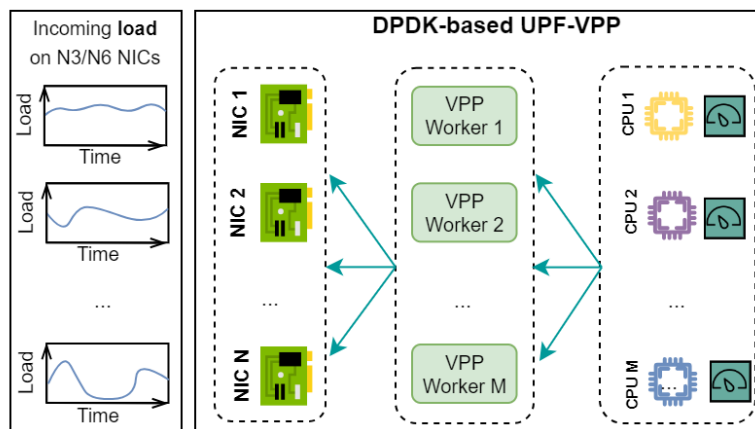 Incoming load
on N3/N6 NICs
Load
Time
Load
Time
...
Load
Time
DPDK-based UPF-VPP
NIC 1
NIC 2
...
NIC N
VPP
Worker 1
VPP
Worker 2
...
VPP
Worker M
CPU 1
CPU 2
...
CPU M
...